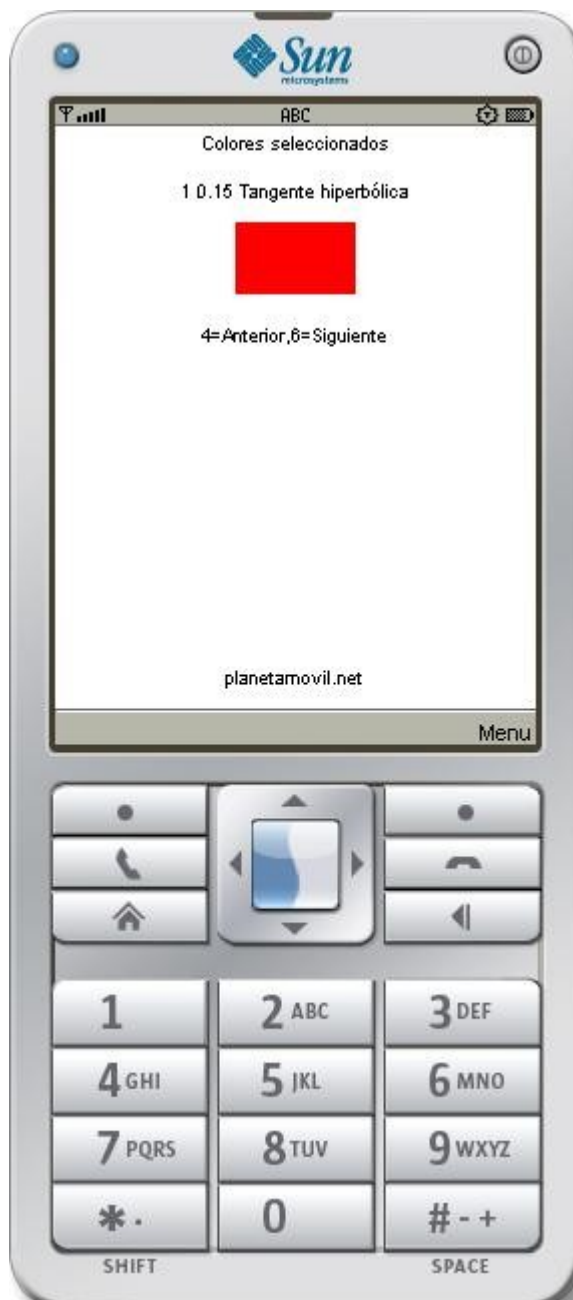 Sun
microsystems
ABC
Colores seleccionados
1 0.15 Tangente hiperbólica
4=Anterior,6=Siguiente
planetamovil.net
Menu
1 2 ABC 3 DEF
4 GHI 5 JKL 6 MNO
7 PQRS 8 TUV 9 WXYZ
* . 0 # - +
SHIFT SPACE